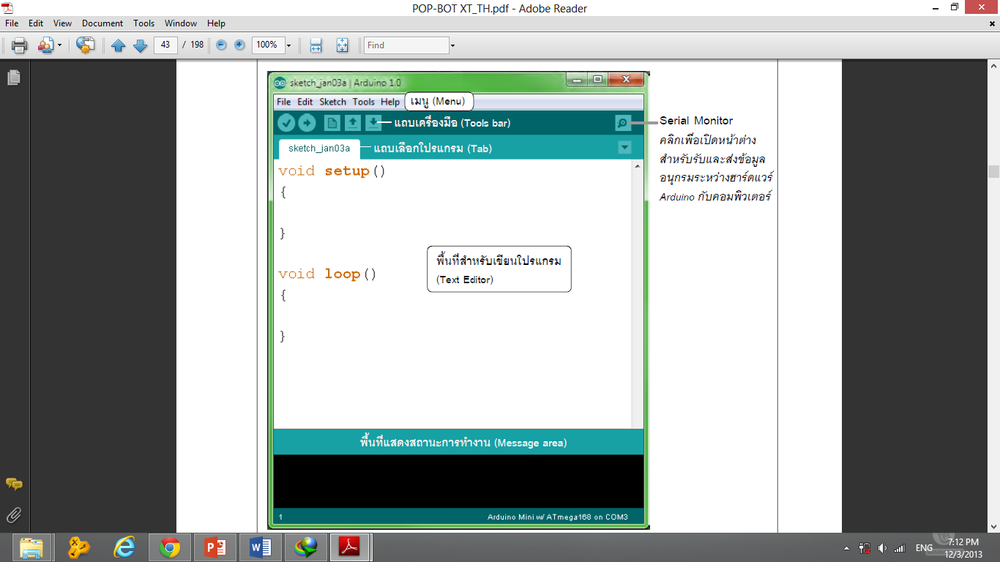 POP-BOT XT_TH.pdf - Adobe Reader
File Edit View Document Tools Window Help
43 / 198 100% Find
sketch_jan03a | Arduino 1.0
File Edit Sketch Tools Help
เมนู (Menu)
แถบเครื่องมือ (Tools bar)
Serial Monitor
คลิกเพื่อเปิดหน้าต่าง
สำหรับรับและส่งข้อมูล
อนุกรมระหว่างฮาร์ดแวร์
Arduino กับคอมพิวเตอร์
sketch_jan03a
แถบเลือกโปรแกรม (Tab)
void setup()
{
}
void loop()
{
}
พื้นที่สำหรับเขียนโปรแกรม
(Text Editor)
พื้นที่แสดงสถานะการทำงาน (Message area)
1
Arduino Mini w/ ATmega168 on COM3
ENG
7:12 PM
12/3/2013